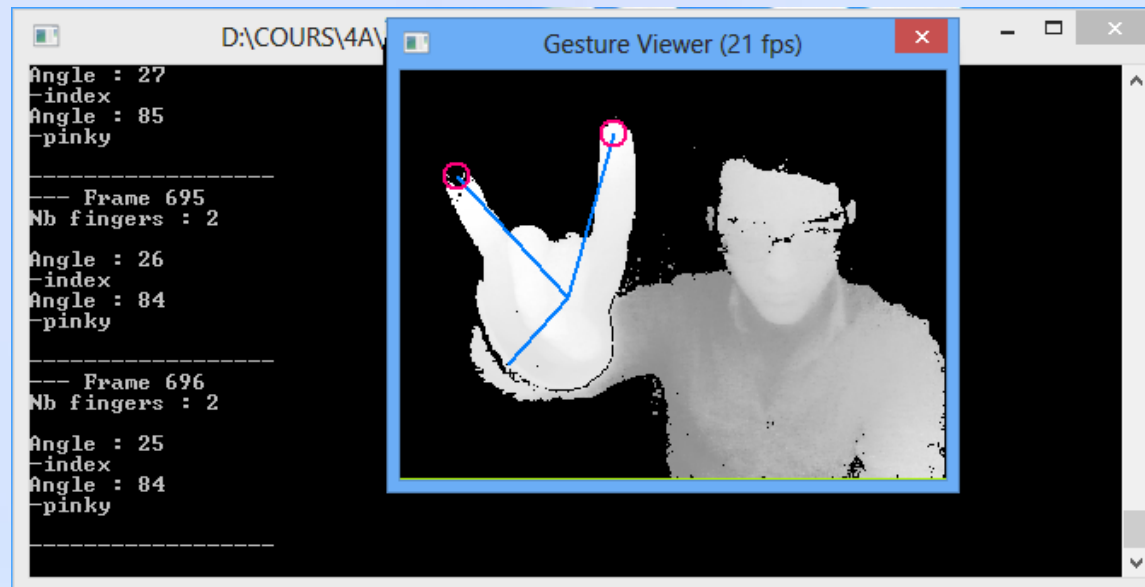 D:\COURS\4A\
Gesture Viewer (21 fps)
Angle : 27
-index
Angle : 85
-pinky
--- Frame 695
Nb fingers : 2
Angle : 26
-index
Angle : 84
-pinky
--- Frame 696
Nb fingers : 2
Angle : 25
-index
Angle : 84
-pinky